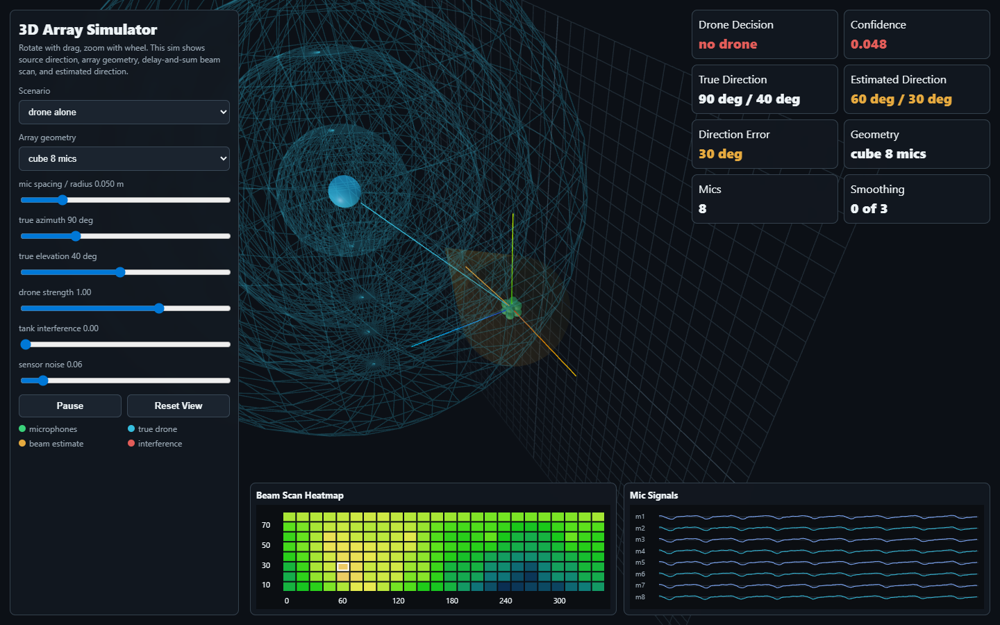 3D Array Simulator
Rotate with drag, zoom with wheel. This sim shows
source direction, array geometry, delay-and-sum beam
scan, and estimated direction.
Scenario
drone alone
Array geometry
cube 8 mics
mic spacing / radius 0.050 m
true azimuth 90 deg
true elevation 40 deg
drone strength 1.00
tank interference 0.00
sensor noise 0.06
Pause
Reset View
microphones
true drone
beam estimate
interference
Drone Decision
no drone
Confidence
0.048
True Direction
90 deg / 40 deg
Estimated Direction
60 deg / 30 deg
Direction Error
30 deg
Geometry
cube 8 mics
Mics
8
Smoothing
0 of 3
Beam Scan Heatmap
70
50
30
10
0 60 120 180 240 300
Mic Signals
m1
m2
m3
m4
m5
m6
m7
m8